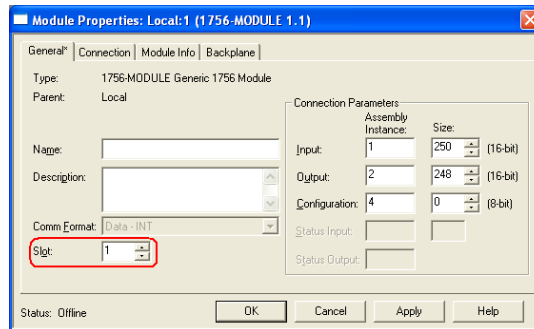 Module Properties: Local:1 (1756-MODULE 1.1)
General* Connection Module Info Backplane
Type: 1756-MODULE Generic 1756 Module
Parent: Local
Name:
Description:
Comm Format: Data - INT
Slot: 1
Connection Parameters
Assembly Instance: Size:
Input: 1 250 (16-bit)
Output: 2 248 (16-bit)
Configuration: 4 0 (8-bit)
Status Input:
Status Output:
Status: Offline
OK Cancel Apply Help